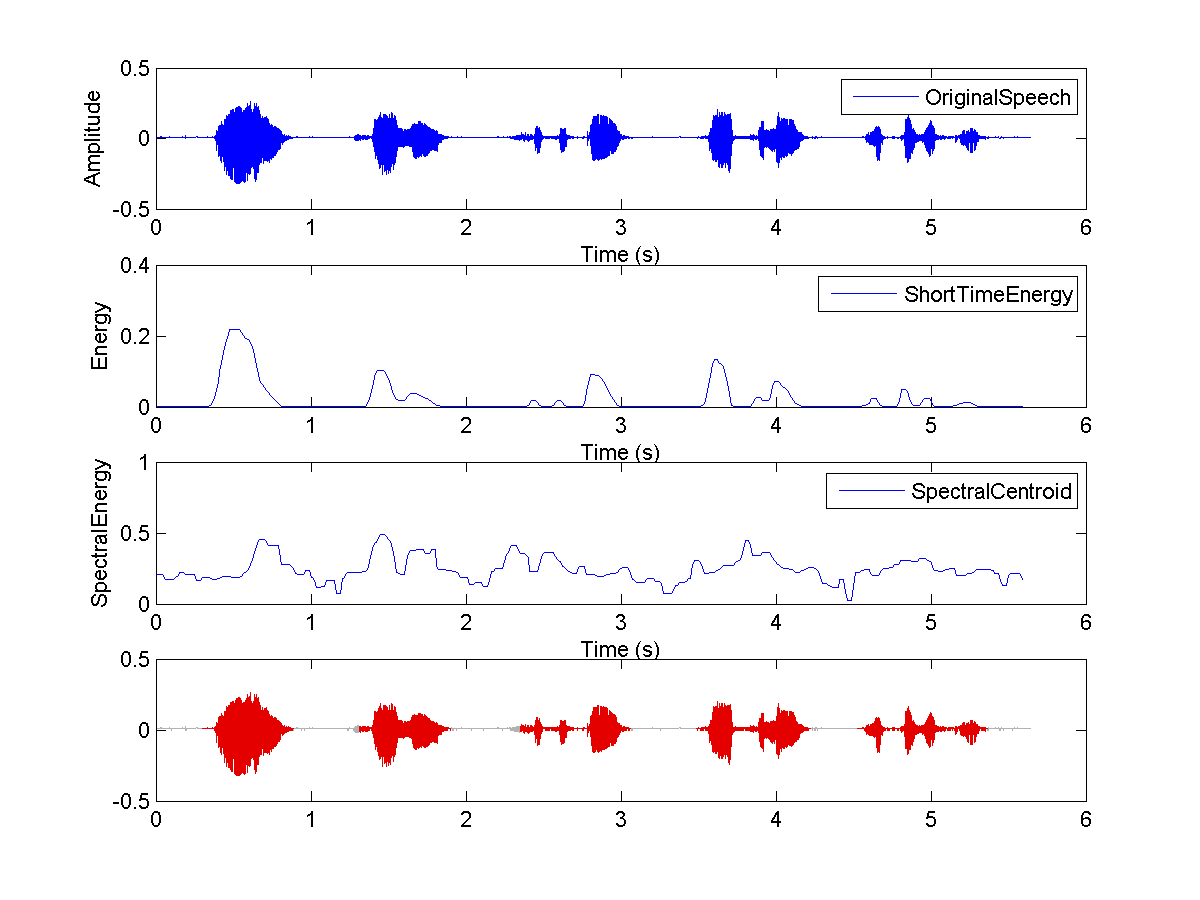 0.5
OriginalSpeech
Amplitude
0
-0.5
0 1 2 3 4 5 6
Time (s)
0.4
ShortTimeEnergy
Energy
0.2
0
0 1 2 3 4 5 6
Time (s)
1
SpectralCentroid
SpectralEnergy
0.5
0
0 1 2 3 4 5 6
Time (s)
0.5
0
-0.5
0 1 2 3 4 5 6